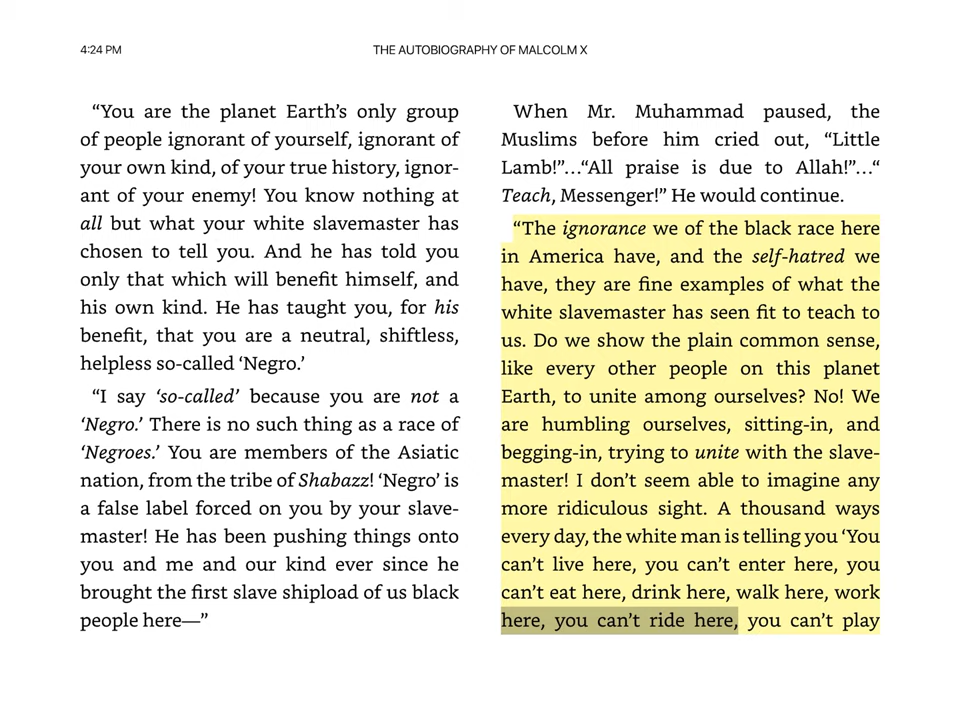 4:24 PM
THE AUTOBIOGRAPHY OF MALCOLM X
“You are the planet Earth’s only group
of people ignorant of yourself, ignorant of
your own kind, of your true history, ignor-
ant of your enemy! You know nothing at
all but what your white slavemaster has
chosen to tell you. And he has told you
only that which will benefit himself, and
his own kind. He has taught you, for his
benefit, that you are a neutral, shiftless,
helpless so-called ‘Negro.’
“I say ‘so-called’ because you are not a
‘Negro.’ There is no such thing as a race of
‘Negroes.’ You are members of the Asiatic
nation, from the tribe of Shabazz! ‘Negro’ is
a false label forced on you by your slave-
master! He has been pushing things onto
you and me and our kind ever since he
brought the first slave shipload of us black
people here—”
When Mr. Muhammad paused, the
Muslims before him cried out, “Little
Lamb!”…“All praise is due to Allah!”…“
Teach, Messenger!” He would continue.
“The ignorance we of the black race here
in America have, and the self-hatred we
have, they are fine examples of what the
white slavemaster has seen fit to teach to
us. Do we show the plain common sense,
like every other people on this planet
Earth, to unite among ourselves? No! We
are humbling ourselves, sitting-in, and
begging-in, trying to unite with the slave-
master! I don’t seem able to imagine any
more ridiculous sight. A thousand ways
every day, the white man is telling you ‘You
can’t live here, you can’t enter here, you
can’t eat here, drink here, walk here, work
here, you can’t ride here, you can’t play